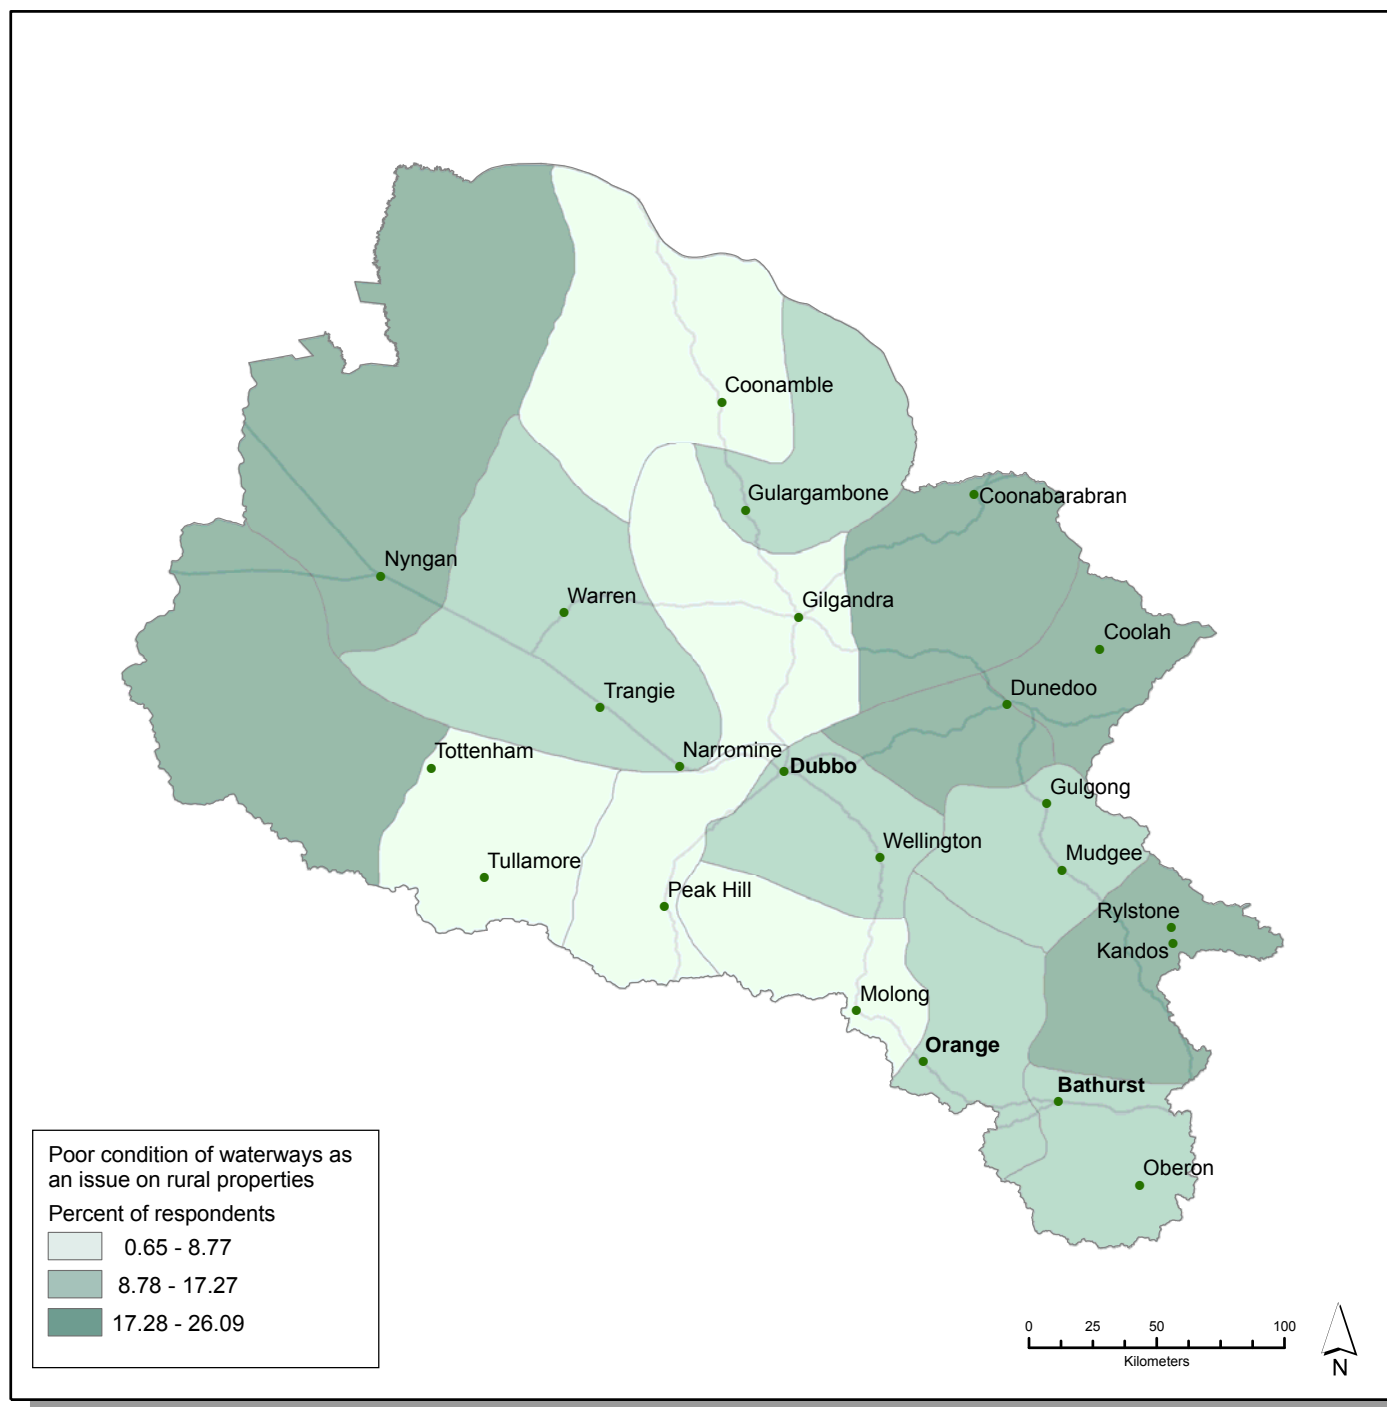 Coonamble
Gulargambone
Coonabarabran
Nyngan
Warren
Gilgandra
Coolah
Trangie
Dunedoo
Tottenham
Narromine
Dubbo
Gulgong
Wellington
Mudgee
Tullamore
Peak Hill
Rylstone
Kandos
Molong
Orange
Bathurst
Oberon
Poor condition of waterways as
an issue on rural properties
Percent of respondents
0.65 - 8.77
8.78 - 17.27
17.28 - 26.09
0 25 50 100
Kilometers
N